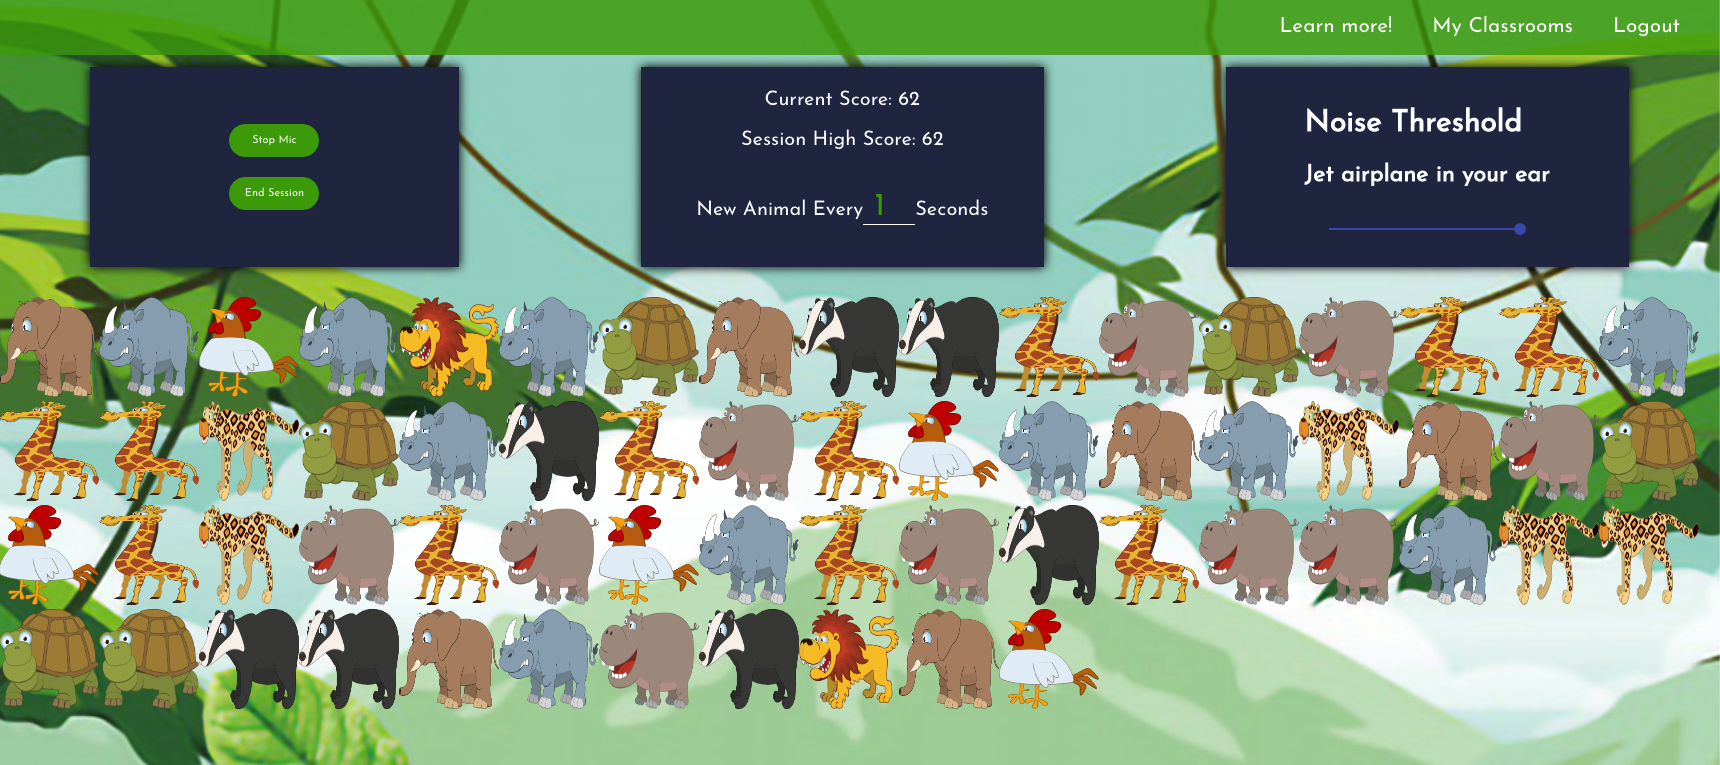 Learn more! My Classrooms Logout
Stop Mic
End Session
Current Score: 62
Session High Score: 62
New Animal Every 1 Seconds
Noise Threshold
Jet airplane in your ear